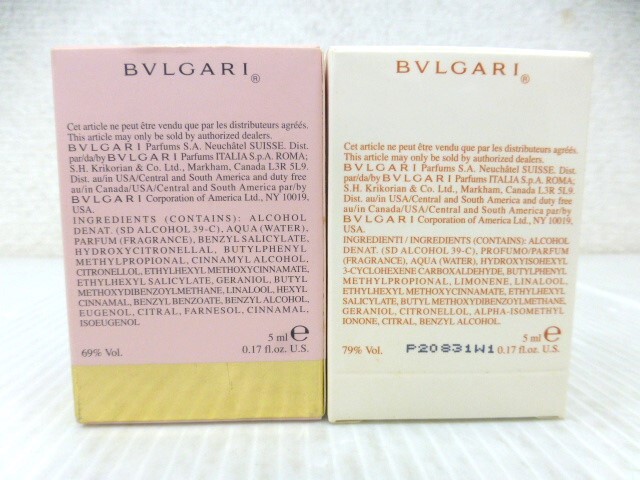 BVLGARI®
Cet article ne peut être vendu que par les distributeurs agréés.
This article may only be sold by authorized dealers.
BVLGARI Parfums S.A. Neuchâtel SUISSE. Dist.
par/da/by BVLGARI Parfums ITALIA S.p.A. ROMA;
S.H. Krikorian & Co. Ltd., Markham, Canada L3R 5L9.
Dist. au/in USA/Central and South America and duty free
au/in Canada/USA/Central and South America par/by
BVLGARI Corporation of America Ltd., NY 10019,
USA.
INGREDIENTS (CONTAINS): ALCOHOL
DENAT. (SD ALCOHOL 39-C), AQUA (WATER),
PARFUM (FRAGRANCE), BENZYL SALICYLATE,
HYDROXYCITRONELLAL, BUTYLPHENYL
METHYLPROPIONAL, CINNAMYL ALCOHOL,
CITRONELLOL, ETHYLHEXYL METHOXYCINNAMATE,
ETHYLHEXYL SALICYLATE, GERANIOL, BUTYL
METHOXYDIBENZOYLMETHANE, LINALOOL, HEXYL
CINNAMAL, BENZYL BENZOATE, BENZYL ALCOHOL,
EUGENOL, CITRAL, FARNESOL, CINNAMAL,
ISOEUGENOL
5 ml e
69% Vol. 0.17 fl.oz. U.S.
BVLGARI®
Cet article ne peut être vendu que par les distributeurs agréés.
This article may only be sold by authorized dealers.
BVLGARI Parfums S.A. Neuchâtel SUISSE. Dist.
par/da/by BVLGARI Parfums ITALIA S.p.A. ROMA;
S.H. Krikorian & Co. Ltd., Markham, Canada L3R 5L9.
Dist. au/in USA/Central and South America and duty free
au/in Canada/USA/Central and South America par/by
BVLGARI Corporation of America Ltd., NY 10019,
USA.
INGREDIENTI / INGREDIENTS (CONTAINS): ALCOHOL
DENAT. (SD ALCOHOL 39-C), PROFUMO/PARFUM
(FRAGRANCE), AQUA (WATER), HYDROXYISOHEXYL
3-CYCLOHEXENE CARBOXALDEHYDE, BUTYLPHENYL
METHYLPROPIONAL, LIMONENE, LINALOOL,
ETHYLHEXYL METHOXYCINNAMATE, ETHYLHEXYL
SALICYLATE, BUTYL METHOXYDIBENZOYLMETHANE,
GERANIOL, CITRONELLOL, ALPHA-ISOMETHYL
IONONE, CITRAL, BENZYL ALCOHOL.
5 ml e
79% Vol. P20831W1 0.17 fl.oz. U.S.